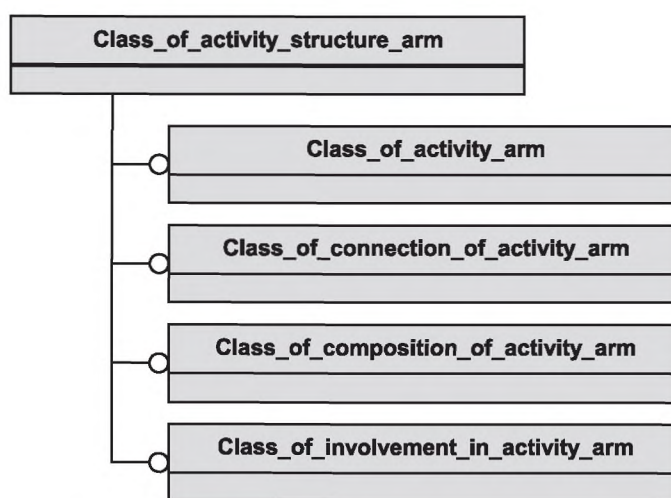 Class_of_activity_structure_arm
Class_of_activity_arm
Class_of_connection_of_activity_arm
Class_of_composition_of_activity_arm
Class_of_involvement_in_activity_arm